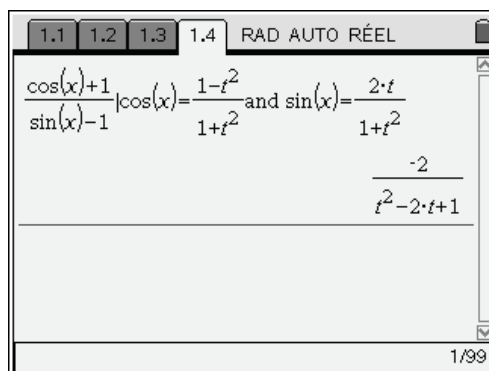 1.1 1.2 1.3 1.4 RAD AUTO RÉEL
(cos(x)+1)/(sin(x)-1)|cos(x)=(1-t^2)/(1+t^2) and sin(x)=(2·t)/(1+t^2)
-2/(t^2-2·t+1)
1/99